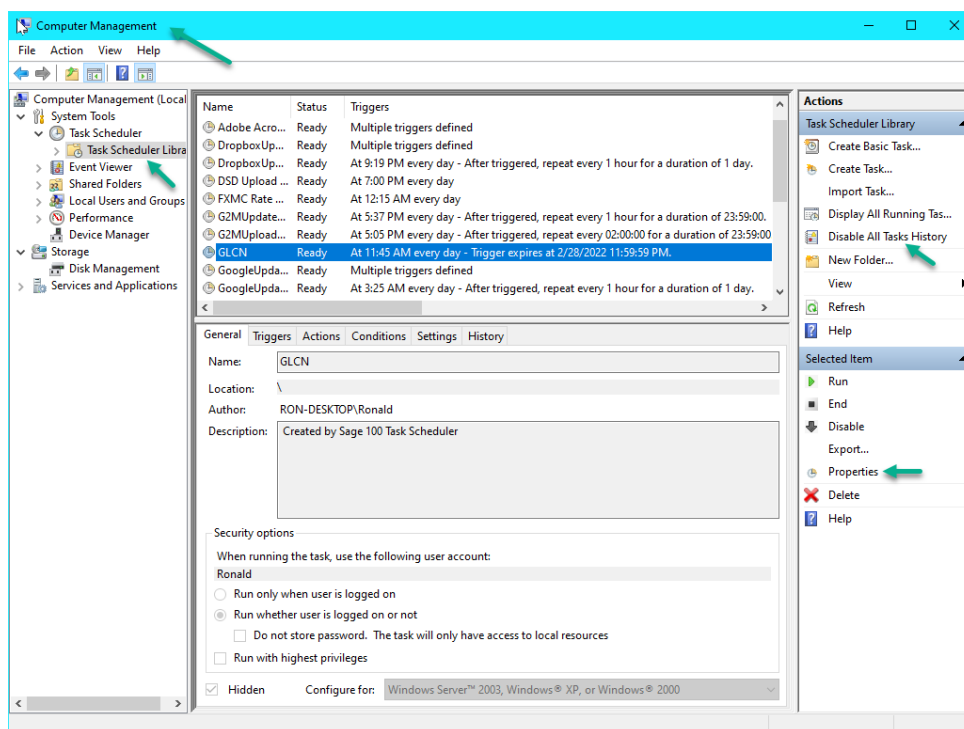 Computer Management
File Action View Help
Computer Management (Local
System Tools
Task Scheduler
Task Scheduler Libra
Event Viewer
Shared Folders
Local Users and Groups
Performance
Device Manager
Storage
Disk Management
Services and Applications
Name Status Triggers
Adobe Acro... Ready Multiple triggers defined
DropboxUp... Ready Multiple triggers defined
DropboxUp... Ready At 9:19 PM every day - After triggered, repeat every 1 hour for a duration of 1 day.
DSD Upload ... Ready At 7:00 PM every day
FXMC Rate ... Ready At 12:15 AM every day
G2MUpdate... Ready At 5:37 PM every day - After triggered, repeat every 1 hour for a duration of 23:59:00.
G2MUpload... Ready At 5:05 PM every day - After triggered, repeat every 02:00:00 for a duration of 23:59:00
GLCN Ready At 11:45 AM every day - Trigger expires at 2/28/2022 11:59:59 PM.
GoogleUpda... Ready Multiple triggers defined
GoogleUpda... Ready At 3:25 AM every day - After triggered, repeat every 1 hour for a duration of 1 day.
General Triggers Actions Conditions Settings History
Name: GLCN
Location: \
Author: RON-DESKTOP\Ronald
Description: Created by Sage 100 Task Scheduler
Security options
When running the task, use the following user account:
Ronald
Run only when user is logged on
Run whether user is logged on or not
Do not store password. The task will only have access to local resources
Run with highest privileges
Hidden Configure for: Windows Server™ 2003, Windows® XP, or Windows® 2000
Actions
Task Scheduler Library
Create Basic Task...
Create Task...
Import Task...
Display All Running Tas...
Disable All Tasks History
New Folder...
View
Refresh
Help
Selected Item
Run
End
Disable
Export...
Properties
Delete
Help